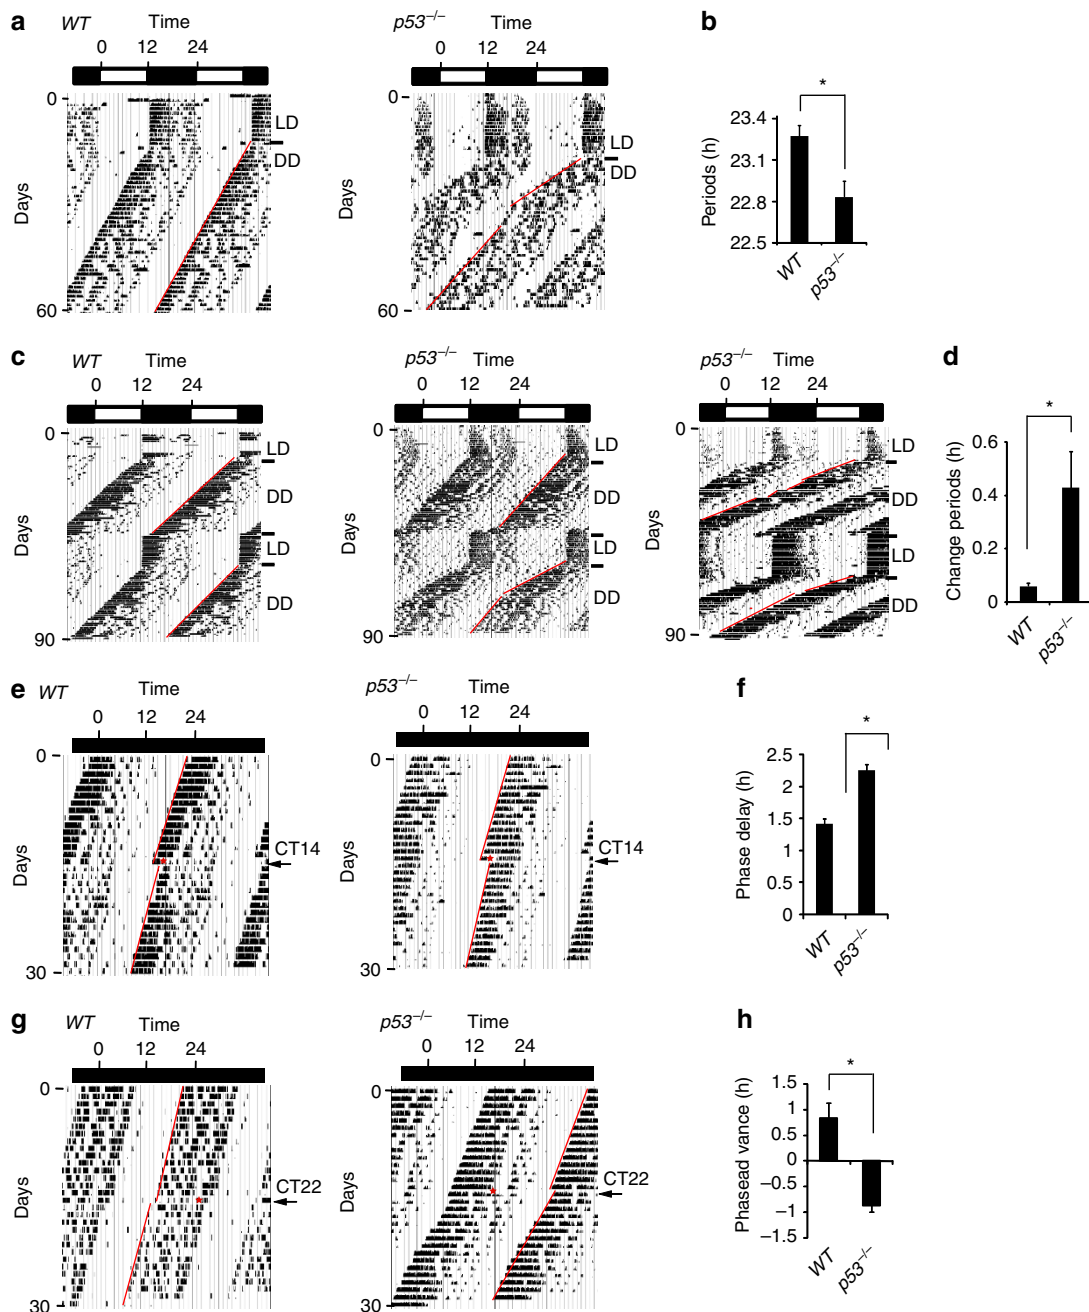 a WT Time p53–/– Time b
0 12 24 0 12 24
0 LD DD Days 60
0 LD DD Days 60
* 23.4 23.1 22.8 22.5 Periods (h) WT p53–/–
c WT Time p53–/– Time p53–/– Time d
0 12 24 0 12 24 0 12 24
0 LD DD LD DD Days 90
0 LD DD LD DD Days 90
0 LD DD LD DD Days 90
* 0.6 0.4 0.2 0 Change periods (h) WT p53–/–
e WT Time p53–/– Time f
0 12 24 0 12 24
0 CT14 Days 30
0 CT14 Days 30
* 2.5 2 1.5 1 0.5 0 Phase delay (h) WT p53–/–
g WT Time p53–/– Time h
0 12 24 0 12 24
0 CT22 Days 30
0 CT22 Days 30
* 1.5 1 0.5 0 –0.5 –1 –1.5 Phasead vance (h) WT p53–/–